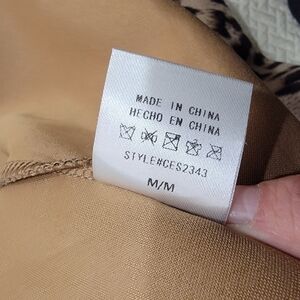 MADE IN CHINA
HECHO EN CHINA
STYLE#CES2343
M/M